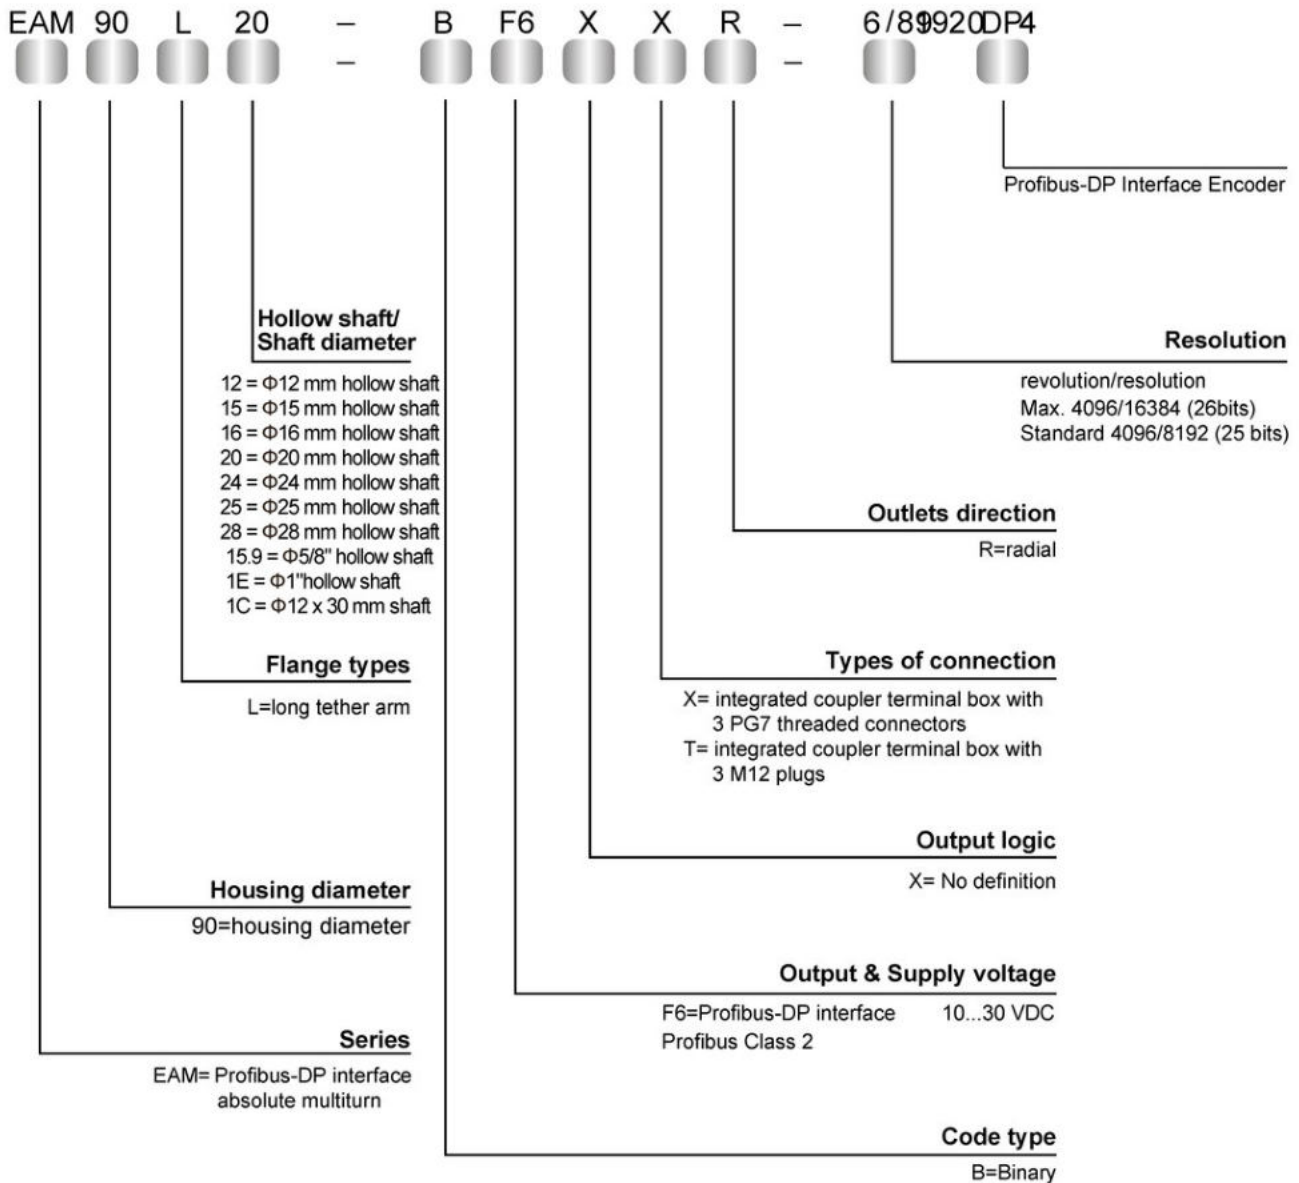 EAM 90 L 20 – B F6 X X R – DP4
– –
Profibus-DP Interface Encoder
Hollow shaft/
Shaft diameter
12 = Φ12 mm hollow shaft
15 = Φ15 mm hollow shaft
16 = Φ16 mm hollow shaft
20 = Φ20 mm hollow shaft
24 = Φ24 mm hollow shaft
25 = Φ25 mm hollow shaft
28 = Φ28 mm hollow shaft
15.9 = Φ5/8" hollow shaft
1E = Φ1"hollow shaft
1C = Φ12 x 30 mm shaft
Resolution
revolution/resolution
Max. 4096/16384 (26bits)
Standard 4096/8192 (25 bits)
Outlets direction
R=radial
Flange types
L=long tether arm
Types of connection
X= integrated coupler terminal box with
3 PG7 threaded connectors
T= integrated coupler terminal box with
3 M12 plugs
Output logic
X= No definition
Housing diameter
90=housing diameter
Output & Supply voltage
F6=Profibus-DP interface 10...30 VDC
Profibus Class 2
Series
EAM= Profibus-DP interface
absolute multiturn
Code type
B=Binary